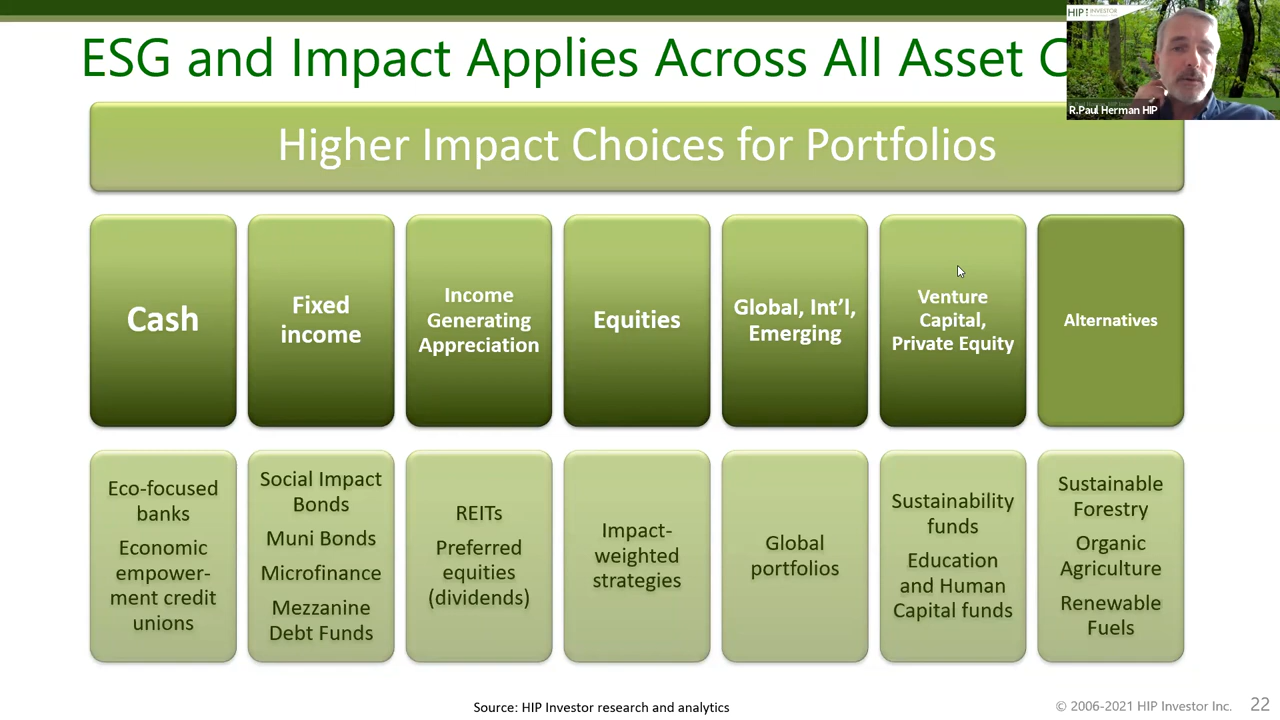 ESG and Impact Applies Across All Asset
HIP INVESTOR
R.Paul Herman HIP
Higher Impact Choices for Portfolios
Cash
Fixed
income
Income
Generating
Appreciation
Equities
Global, Int’l,
Emerging
Venture
Capital,
Private Equity
Alternatives
Eco-focused
banks
Economic
empower-
ment credit
unions
Social Impact
Bonds
Muni Bonds
Microfinance
Mezzanine
Debt Funds
REITs
Preferred
equities
(dividends)
Impact-
weighted
strategies
Global
portfolios
Sustainability
funds
Education
and Human
Capital funds
Sustainable
Forestry
Organic
Agriculture
Renewable
Fuels
Source: HIP Investor research and analytics
© 2006-2021 HIP Investor Inc.
22